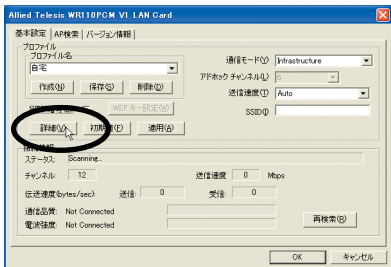 Allied Telesis WR110PCM V1 LAN Card
基本設定 AP検索 バージョン情報
プロファイル
プロファイル名
自宅
作成(N) 保存(S) 削除(D)
WEPキー設定(W)
詳細(V) 適用(A)
通信モード(Y) Infrastructure
アドホック チャンネル(L) 6
送信速度(T) Auto
SSID(I)
ステータス: Scanning...
チャンネル: 12 送信速度 0 Mbps
伝送速度(bytes/sec): 送信: 0 受信: 0
通信品質: Not Connected
電波強度: Not Connected
再検索(R)
OK キャンセル